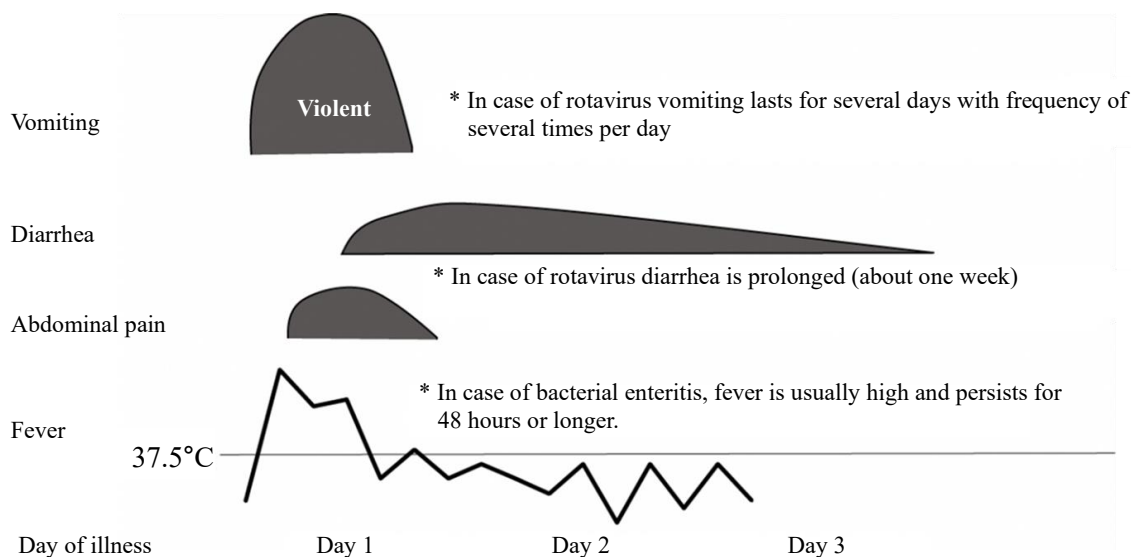 Vomiting
Violent
* In case of rotavirus vomiting lasts for several days with frequency of
several times per day
Diarrhea
* In case of rotavirus diarrhea is prolonged (about one week)
Abdominal pain
* In case of bacterial enteritis, fever is usually high and persists for
48 hours or longer.
Fever
37.5°C
Day of illness Day 1 Day 2 Day 3